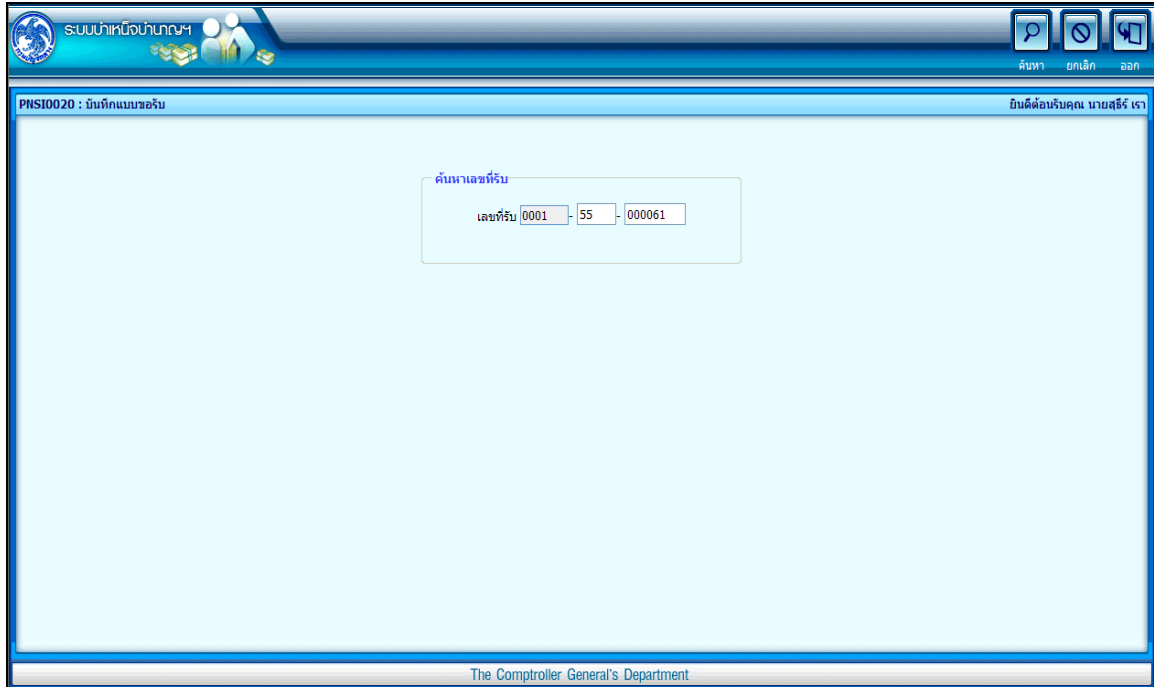 ระบบบำเหน็จบำนาญฯ
ค้นหา ยกเลิก ออก
PNSI0020 : บันทึกแบบขอรับ ยินดีต้อนรับคุณ นายสุธีร์ เรา
ค้นหาเลขที่รับ
เลขที่รับ 0001 - 55 - 000061
The Comptroller General's Department